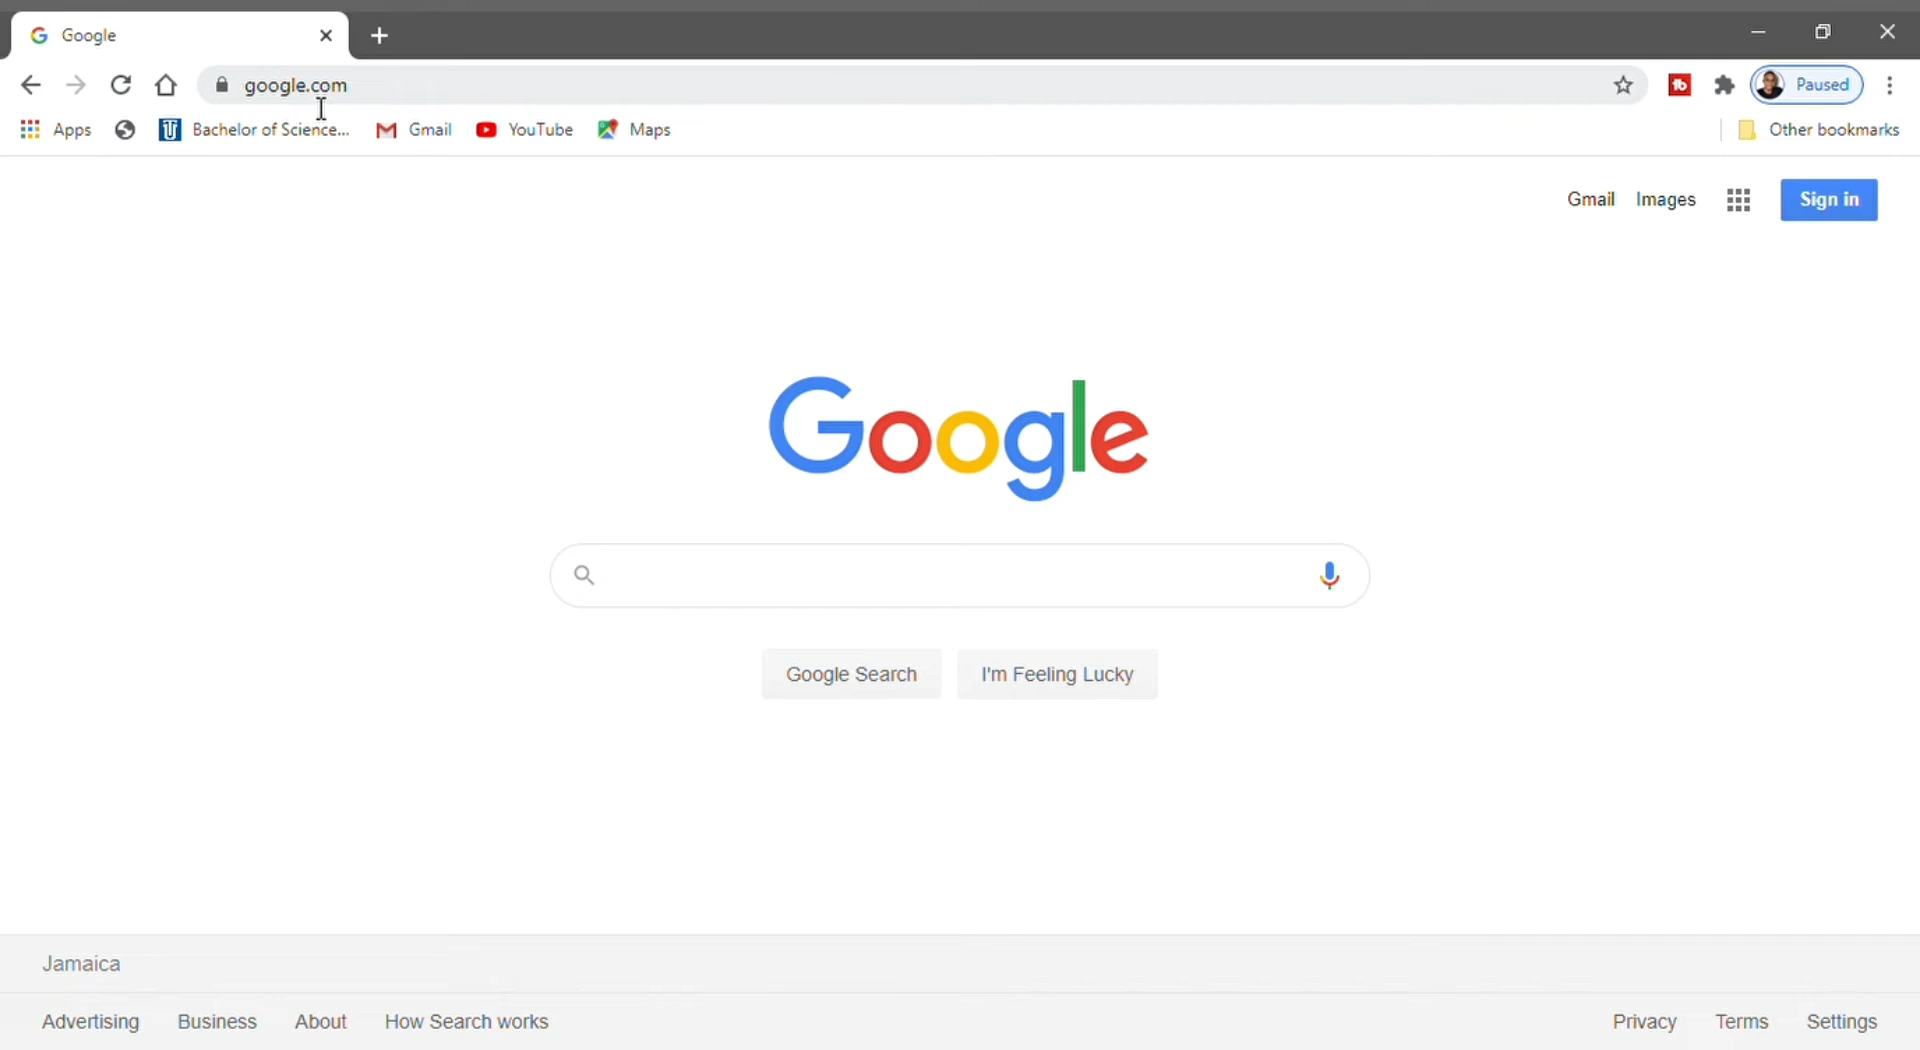 Google
google.com
Paused
Apps Bachelor of Science... Gmail YouTube Maps Other bookmarks
Gmail Images Sign in
Google
Google Search I'm Feeling Lucky
Jamaica
Advertising Business About How Search works Privacy Terms Settings